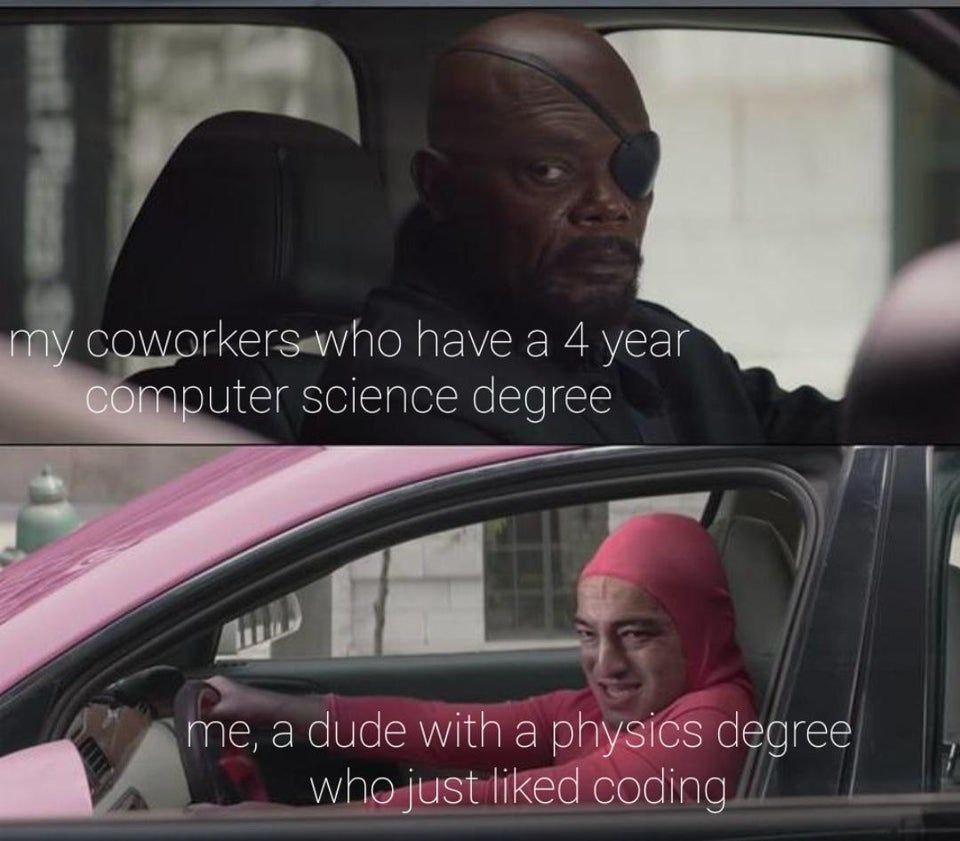 my coworkers who have a 4 year
computer science degree
me, a dude with a physics degree
who just liked coding